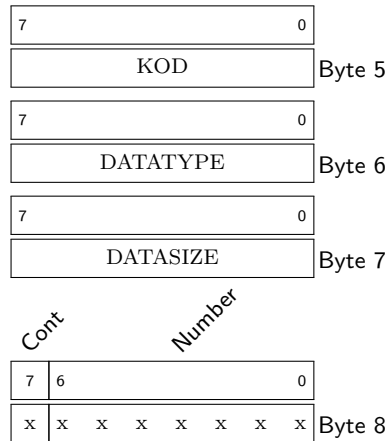 7 0
KOD Byte 5
7 0
DATATYPE Byte 6
7 0
DATASIZE Byte 7
Cont Number
7 6 0
x x x x x x x x Byte 8